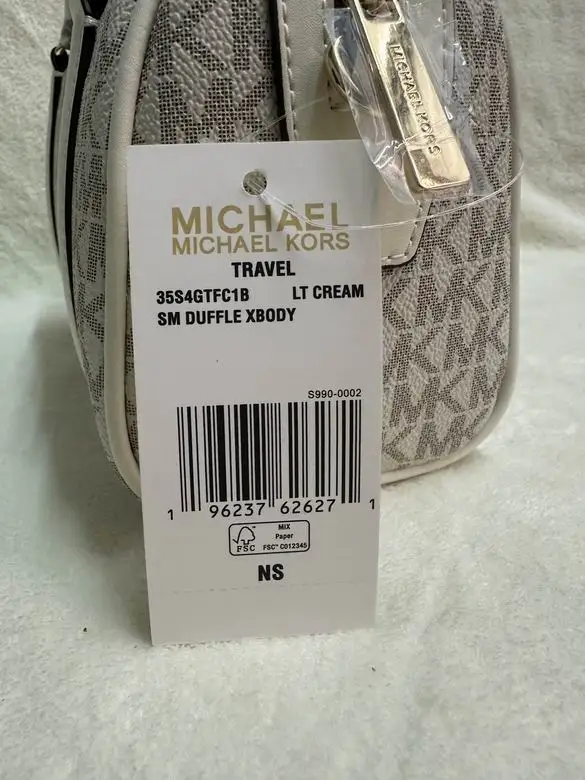 MICHAEL KORS
MICHAEL
MICHAEL KORS
TRAVEL
35S4GTFC1B LT CREAM
SM DUFFLE XBODY
S990-0002
1 96237 62627 1
FSC
MIX
Paper
FSC™ C012345
NS